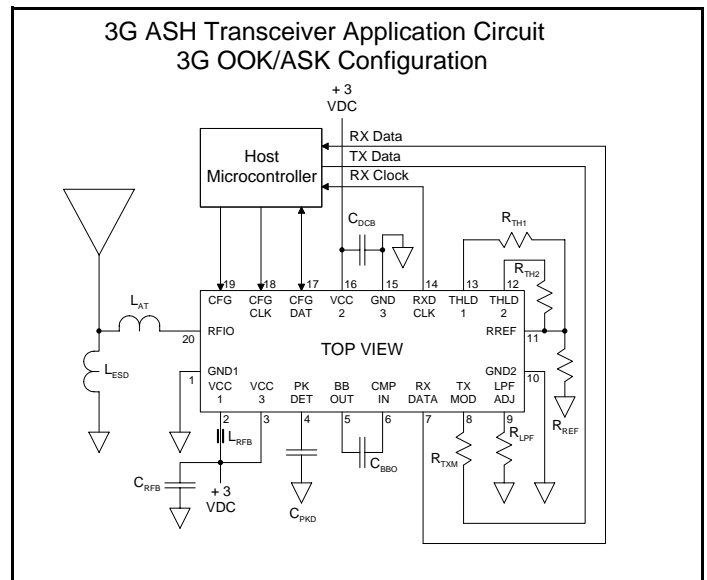 3G ASH Transceiver Application Circuit
3G OOK/ASK Configuration
+ 3
VDC
Host
Microcontroller
RX Data
TX Data
RX Clock
CDCB
RTH1
RTH2
19 18 17 16 15 14 13 12
CFG CFG CLK CFG DAT VCC 2 GND 3 RXD CLK THLD 1 THLD 2
LAT
20 RFIO
RREF 11
TOP VIEW
LESD
1 GND1
GND2 10
VCC 1 VCC 3 PK DET BB OUT CMP IN RX DATA TX MOD LPF ADJ
2 3 4 5 6 7 8 9
RREF
LRFB
RTXM
RLPF
CBBO
CRFB
+ 3
VDC
CPKD